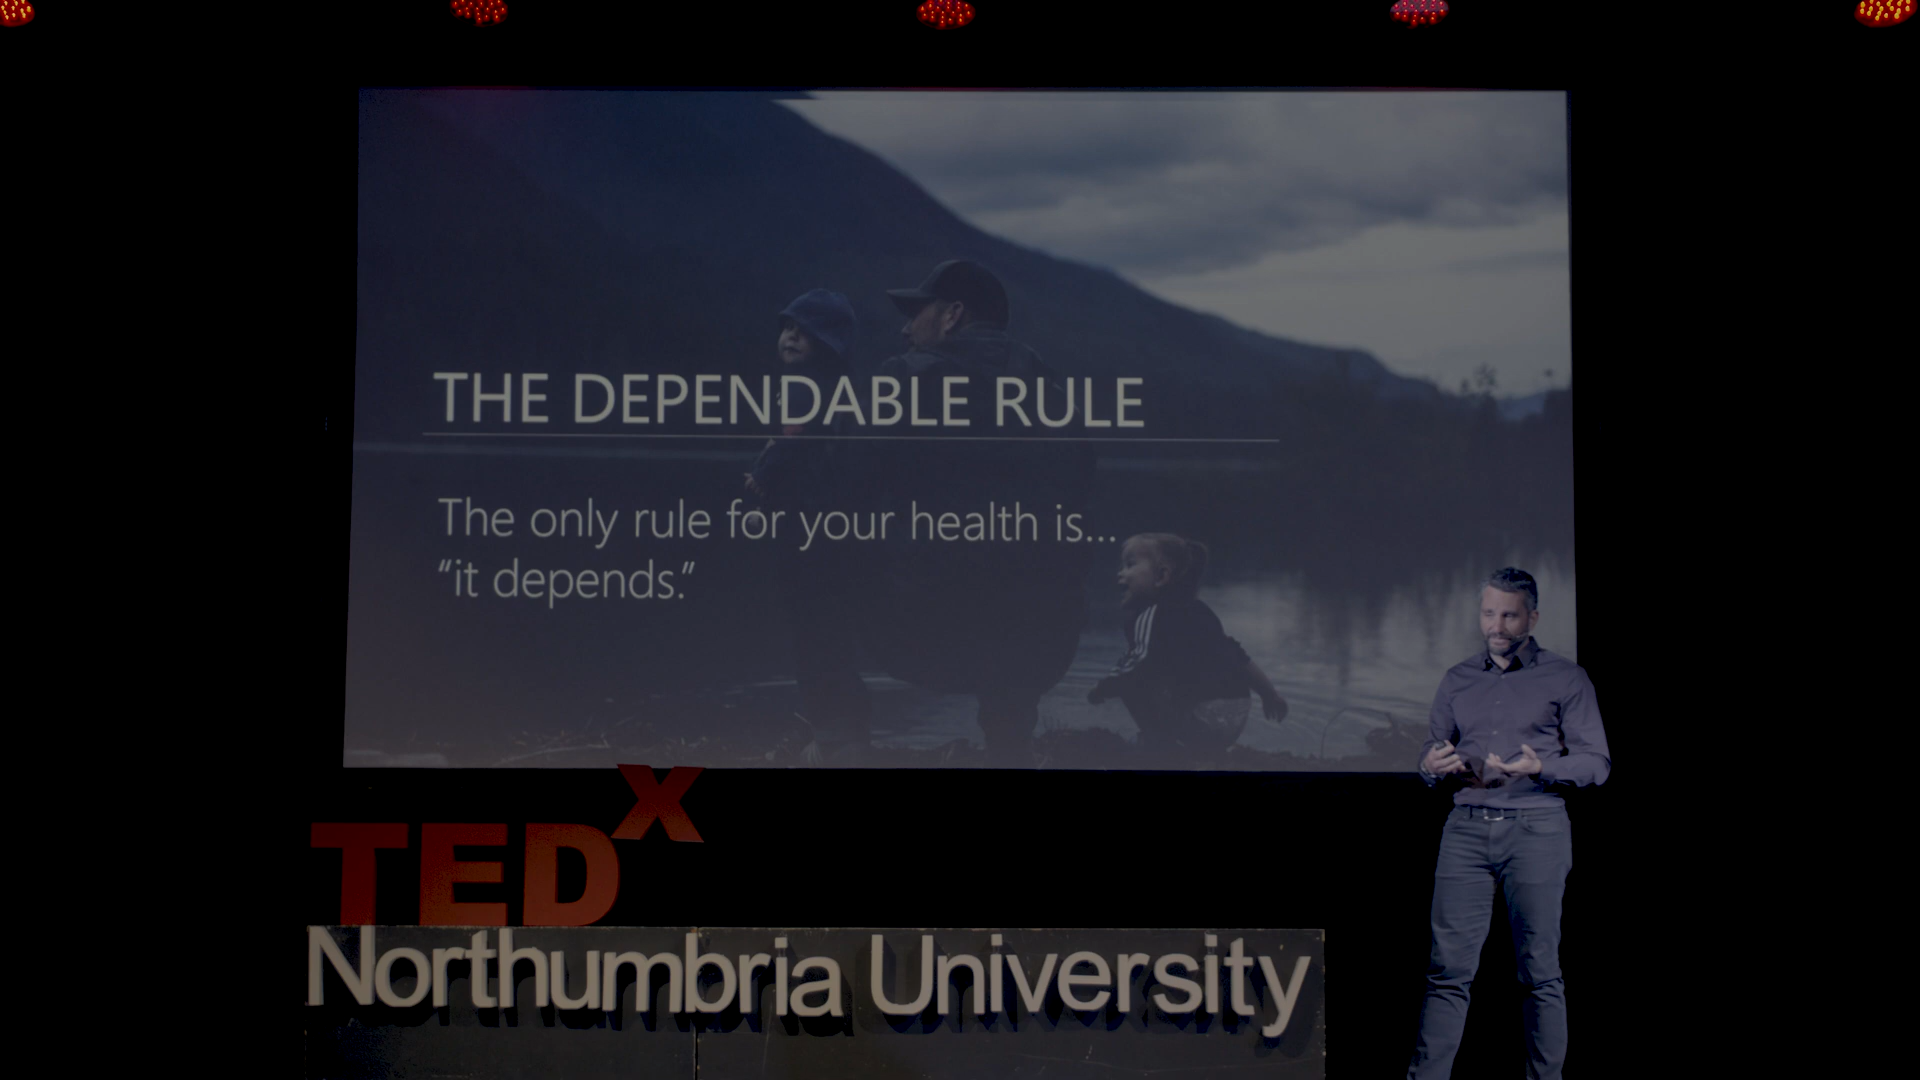 THE DEPENDABLE RULE
The only rule for your health is...
“it depends.”
TEDx
Northumbria University